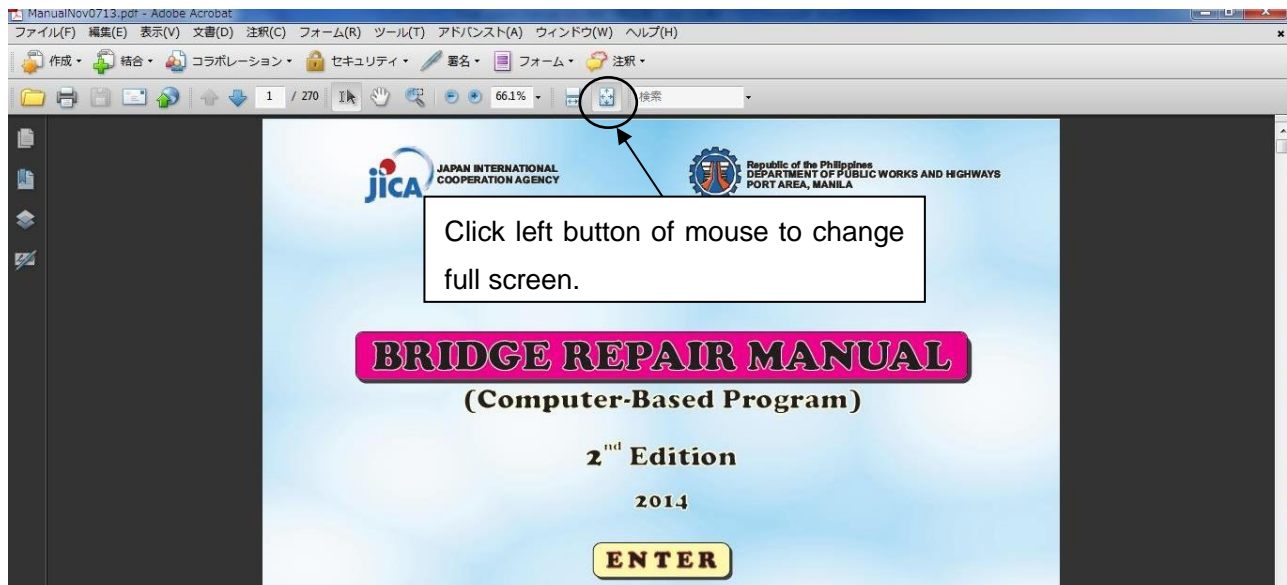 ManualNov0713.pdf - Adobe Acrobat
ファイル(F) 編集(E) 表示(V) 文書(D) 注釈(C) フォーム(R) ツール(T) アドバンスト(A) ウィンドウ(W) ヘルプ(H)
作成 結合 コラボレーション セキュリティ 署名 フォーム 注釈
1 / 270 66.1% 検索
jICA JAPAN INTERNATIONAL
COOPERATION AGENCY
Republic of the Philippines
DEPARTMENT OF PUBLIC WORKS AND HIGHWAYS
PORT AREA, MANILA
Click left button of mouse to change
full screen.
BRIDGE REPAIR MANUAL
(Computer-Based Program)
2nd Edition
2014
ENTER